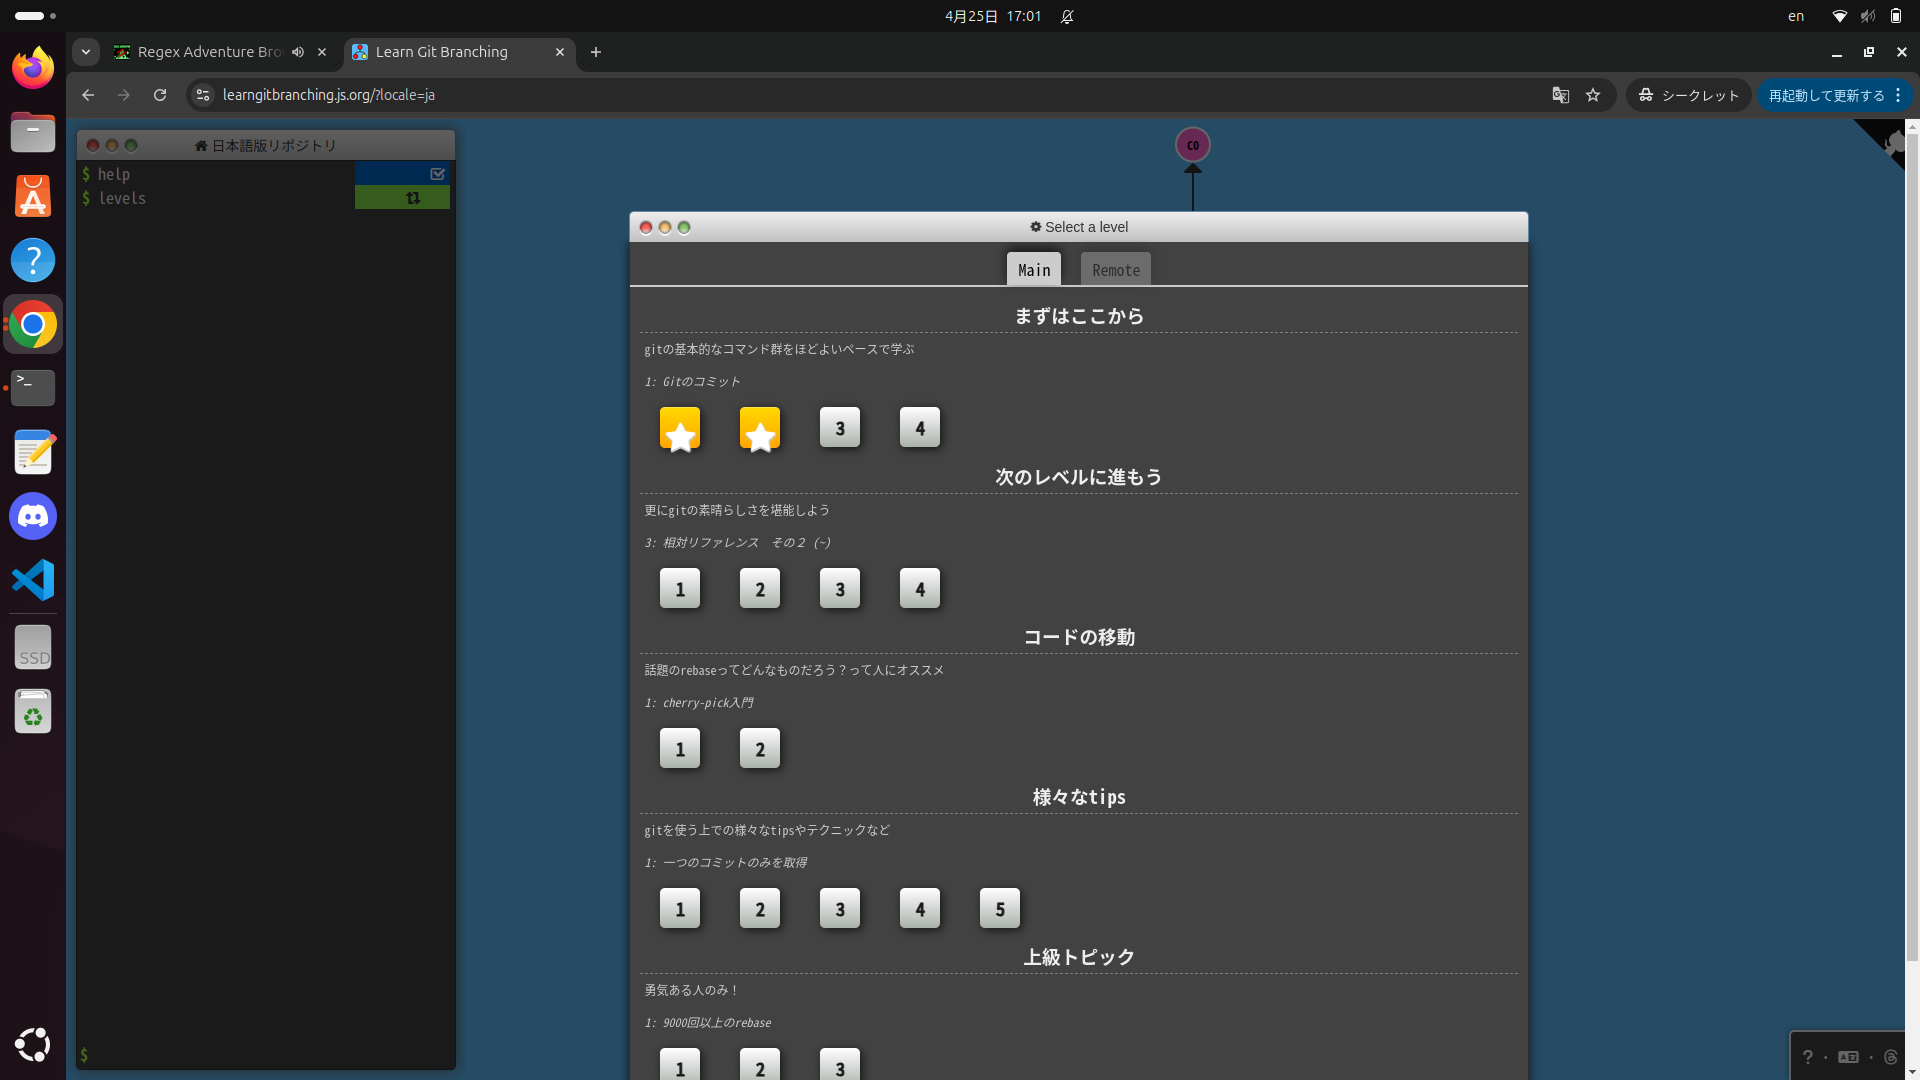 4月25日 17:01
en
Regex Adventure Bro
Learn Git Branching
learngitbranching.js.org/?locale=ja
シークレット
再起動して更新する
日本語版リポジトリ
$ help
$ levels
$
C0
Select a level
Main
Remote
まずはここから
gitの基本的なコマンド群をほどよいペースで学ぶ
1: Gitのコミット
3 4
次のレベルに進もう
更にgitの素晴らしさを堪能しよう
3: 相対リファレンス　その２ (~)
1 2 3 4
コードの移動
話題のrebaseってどんなものだろう？って人にオススメ
1: cherry-pick入門
1 2
様々なtips
gitを使う上での様々なtipsやテクニックなど
1: 一つのコミットのみを取得
1 2 3 4 5
上級トピック
勇気ある人のみ！
1: 9000回以上のrebase
1 2 3
SSD
?